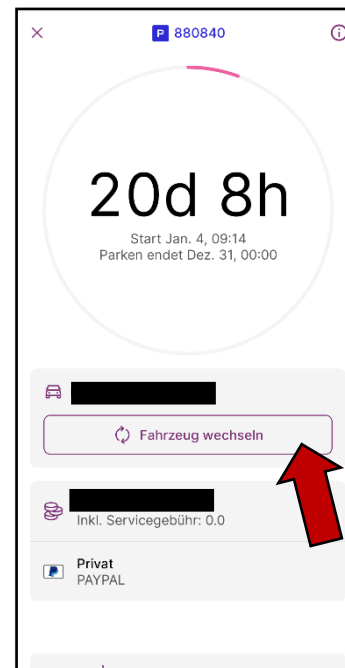 P 880840
20d 8h
Start Jan. 4, 09:14
Parken endet Dez. 31, 00:00
Fahrzeug wechseln
Inkl. Servicegebühr: 0.0
Privat
PAYPAL